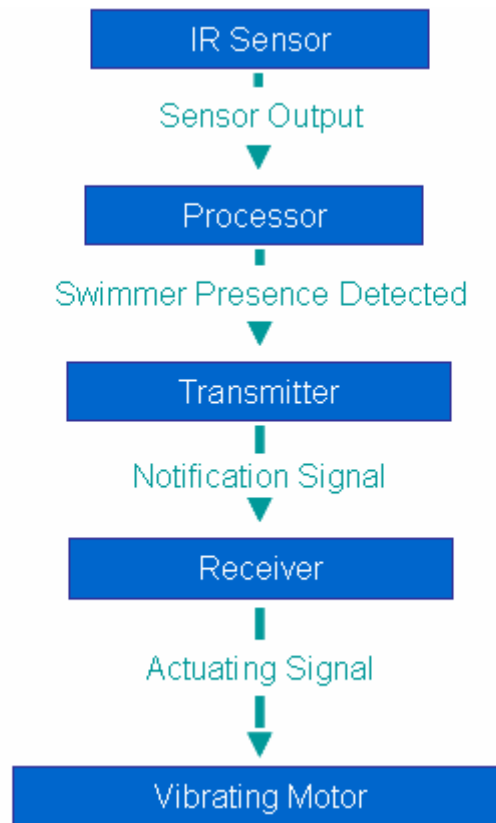 IR Sensor
Sensor Output
Processor
Swimmer Presence Detected
Transmitter
Notification Signal
Receiver
Actuating Signal
Vibrating Motor